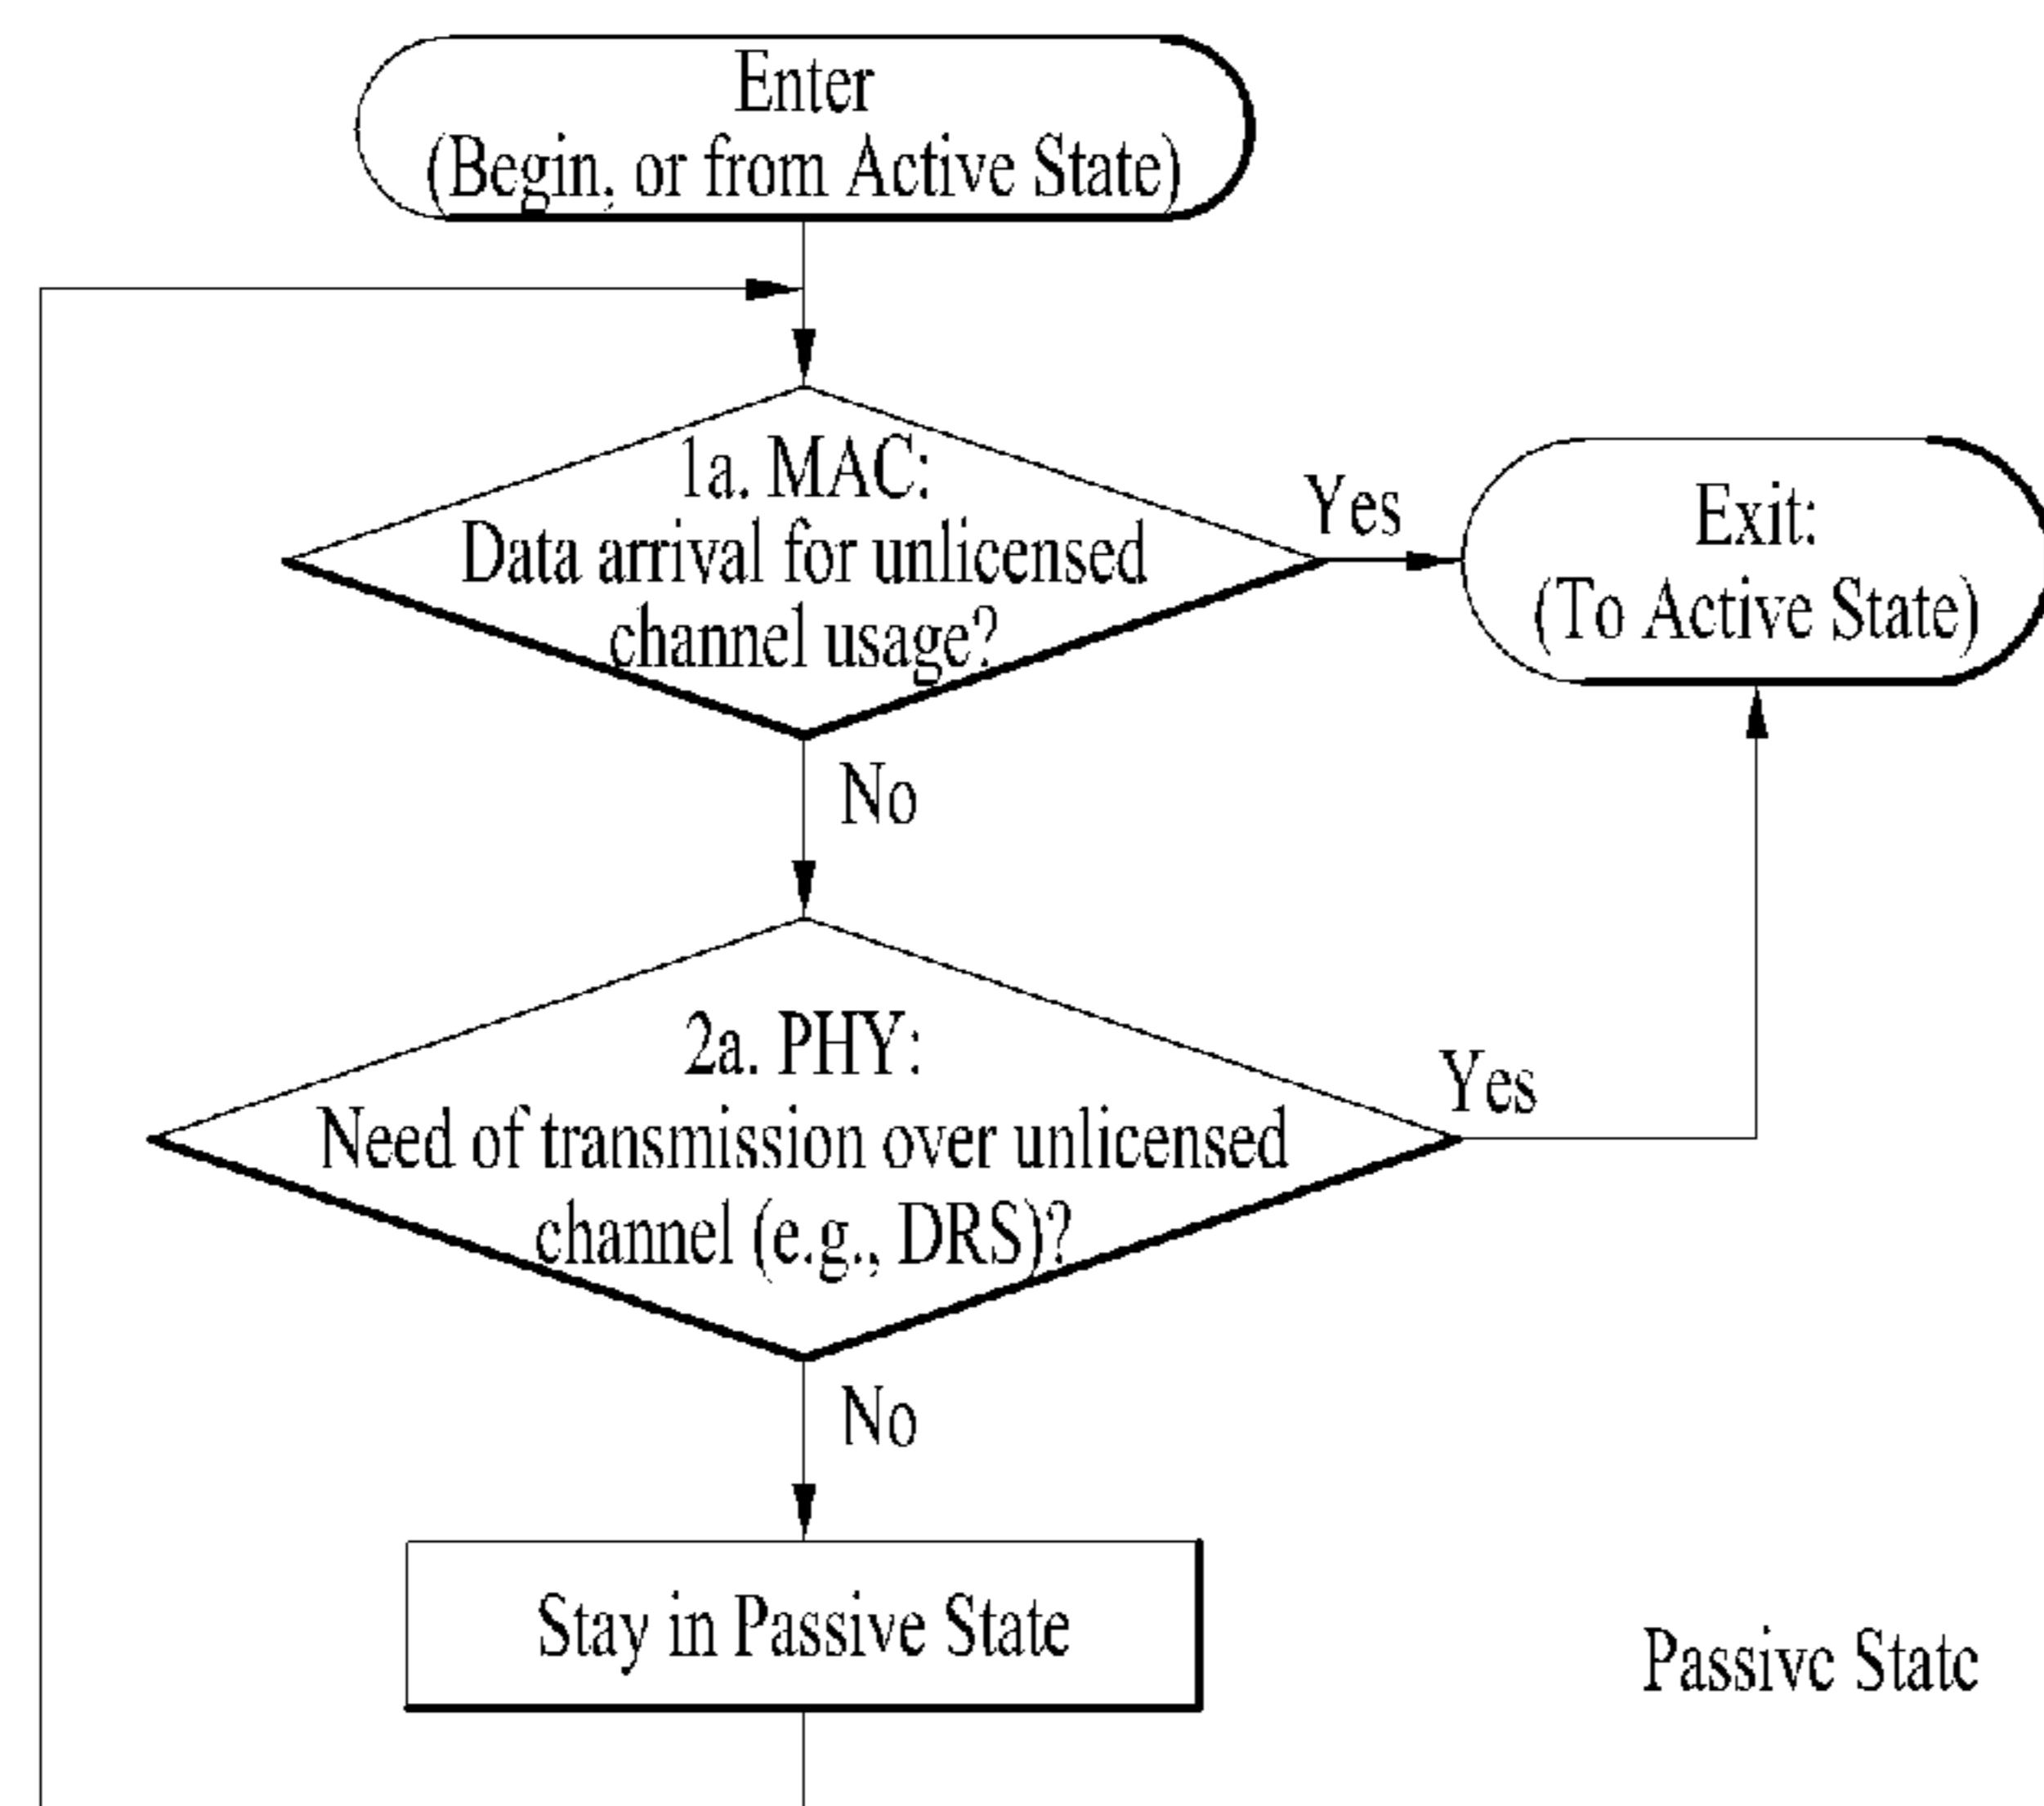 Enter
(Begin, or from Active State)
1a. MAC:
Data arrival for unlicensed
channel usage?
Yes
Exit:
(To Active State)
No
2a. PHY:
Need of transmission over unlicensed
channel (e.g., DRS)?
Yes
No
Stay in Passive State
Passive State